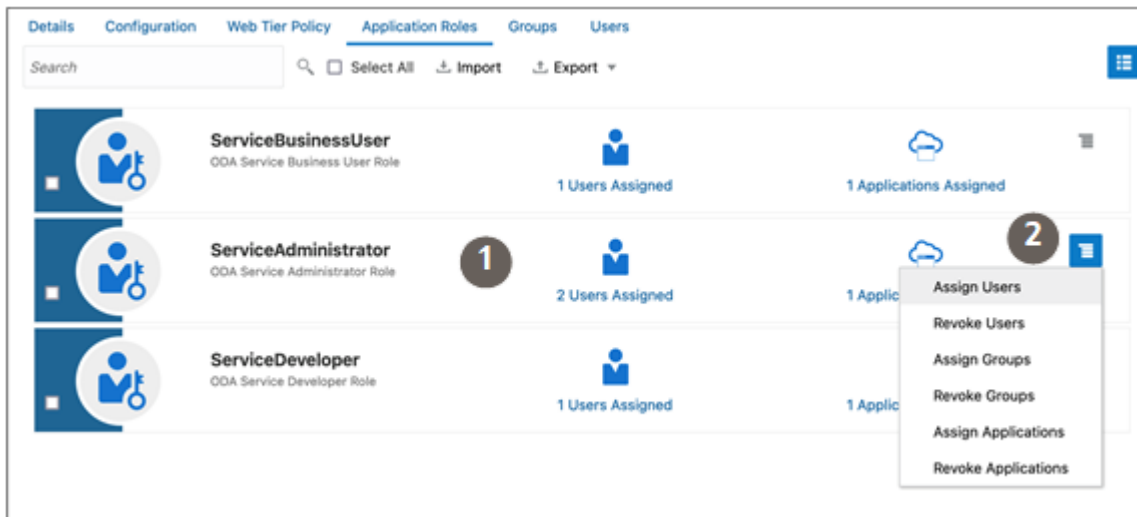 Details Configuration Web Tier Policy Application Roles Groups Users
Search Select All Import Export
ServiceBusinessUser
ODA Service Business User Role
1 Users Assigned 1 Applications Assigned
ServiceAdministrator
ODA Service Administrator Role
1 2
2 Users Assigned 1 Applic
Assign Users
Revoke Users
ServiceDeveloper
ODA Service Developer Role
1 Users Assigned 1 Applic
Assign Groups
Revoke Groups
Assign Applications
Revoke Applications